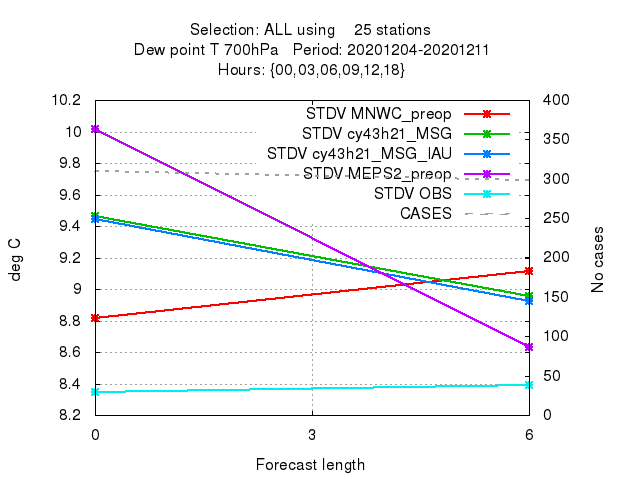 Selection: ALL using    25 stations
Dew point T 700hPa   Period: 20201204-20201211
Hours: {00,03,06,09,12,18}
10.2
10
9.8
9.6
9.4
9.2
9
8.8
8.6
8.4
8.2
400
350
300
250
200
150
100
50
0
STDV MNWC_preop
STDV cy43h21_MSG
STDV cy43h21_MSG_IAU
STDV MEPS2_preop
STDV OBS
CASES
deg C
No cases
0
3
6
Forecast length